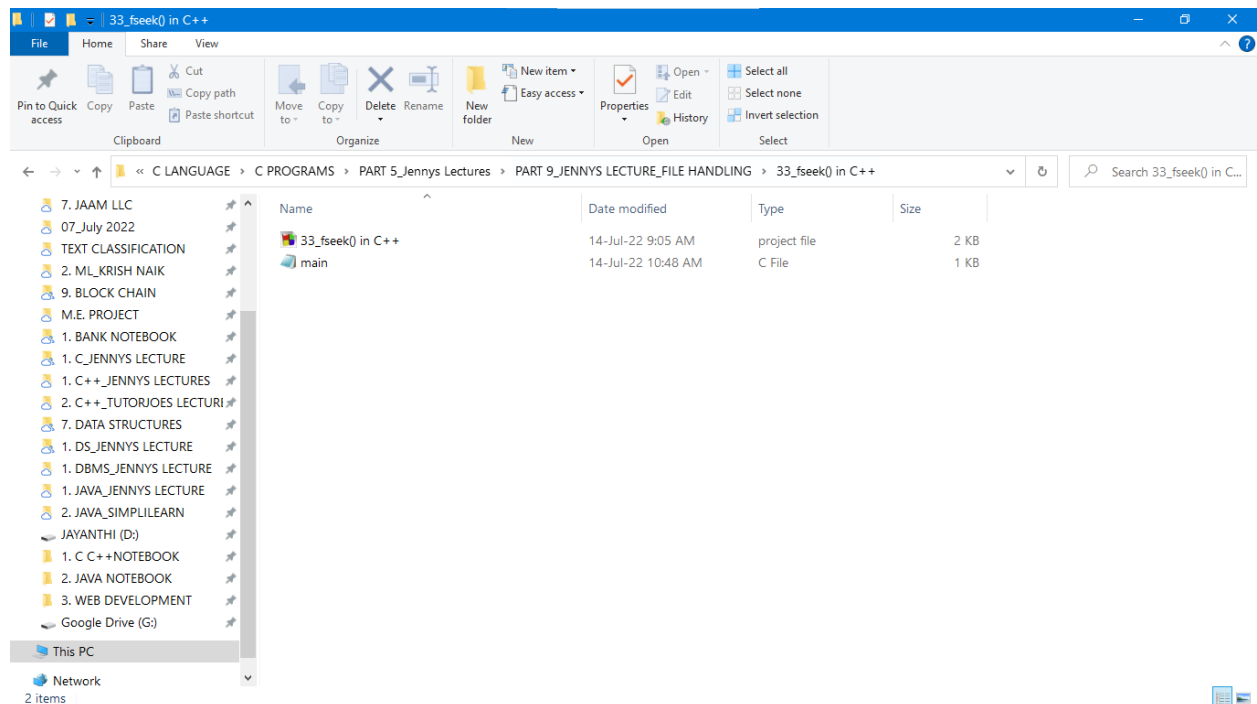 33_fseek() in C++
File Home Share View
Pin to Quick access
Copy
Paste
Cut
Copy path
Paste shortcut
Clipboard
Move to
Copy to
Delete
Rename
Organize
New folder
New item
Easy access
New
Properties
Open
Edit
History
Open
Select all
Select none
Invert selection
Select
« C LANGUAGE › C PROGRAMS › PART 5_Jennys Lectures › PART 9_JENNYS LECTURE_FILE HANDLING › 33_fseek() in C++
Search 33_fseek() in C...
7. JAAM LLC
07_July 2022
TEXT CLASSIFICATION
2. ML_KRISH NAIK
9. BLOCK CHAIN
M.E. PROJECT
1. BANK NOTEBOOK
1. C_JENNYS LECTURE
1. C++_JENNYS LECTURES
2. C++_TUTORJOES LECTURE
7. DATA STRUCTURES
1. DS_JENNYS LECTURE
1. DBMS_JENNYS LECTURE
1. JAVA_JENNYS LECTURE
2. JAVA_SIMPLILEARN
JAYANTHI (D:)
1. C C++NOTEBOOK
2. JAVA NOTEBOOK
3. WEB DEVELOPMENT
Google Drive (G:)
This PC
Network
Name Date modified Type Size
33_fseek() in C++ 14-Jul-22 9:05 AM project file 2 KB
main 14-Jul-22 10:48 AM C File 1 KB
2 items